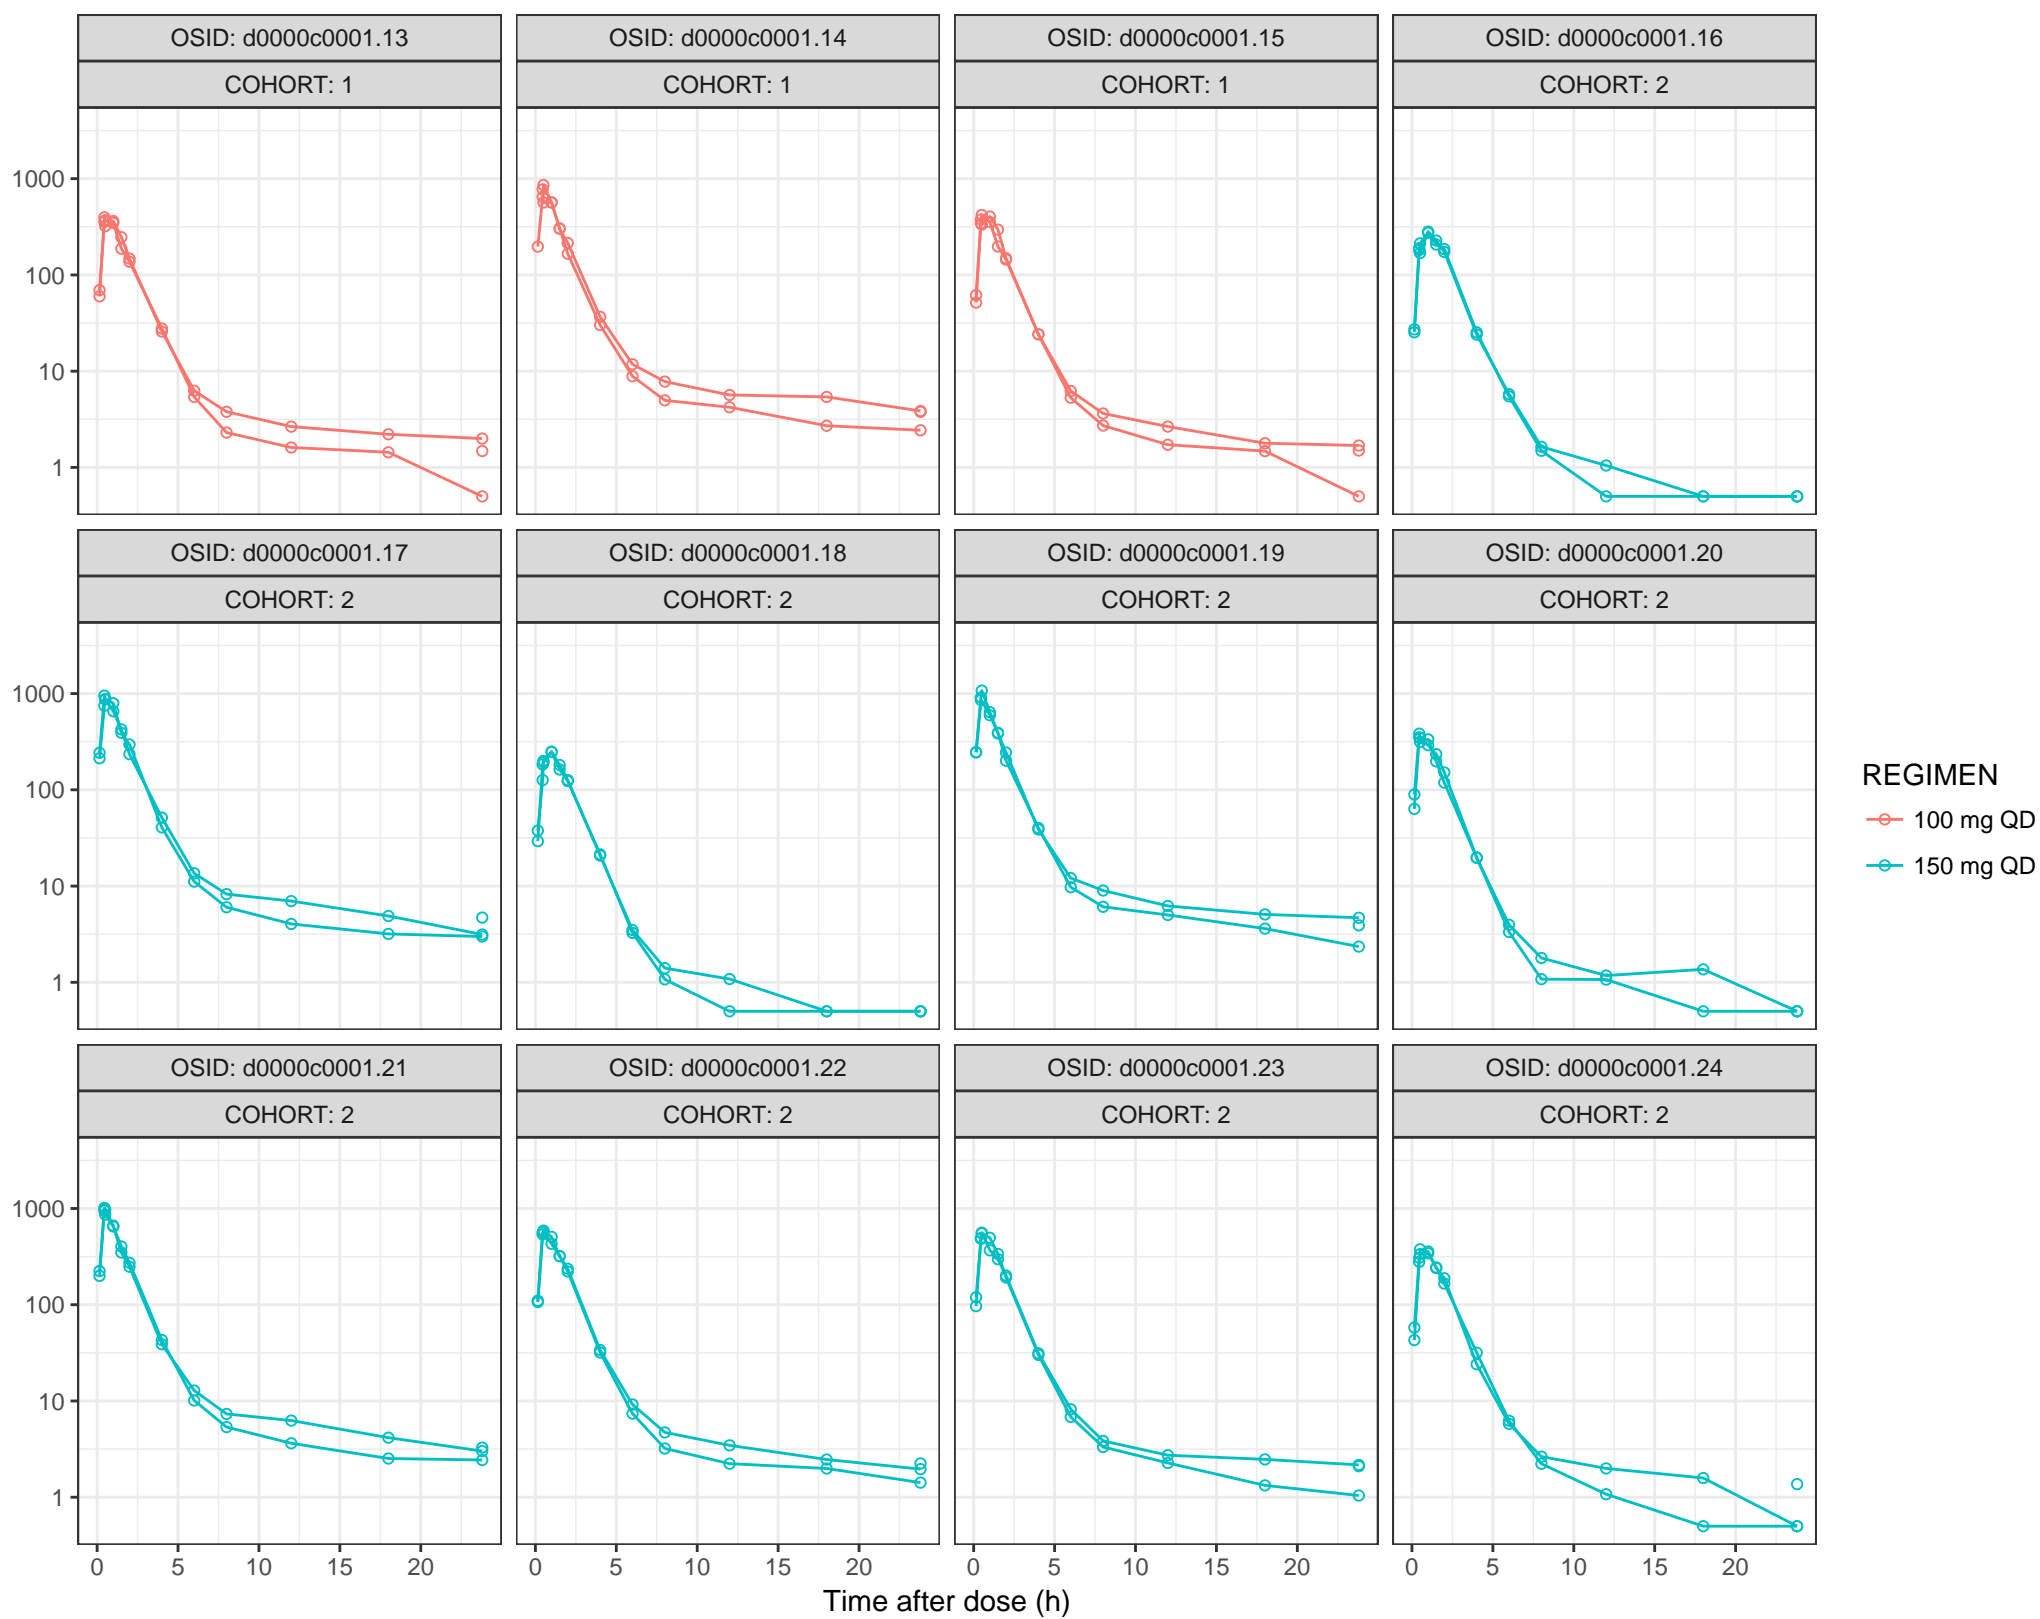 OSID: d0000c0001.13 OSID: d0000c0001.14 OSID: d0000c0001.15 OSID: d0000c0001.16
COHORT: 1 COHORT: 1 COHORT: 1 COHORT: 2
1000
100
10
1
OSID: d0000c0001.17 OSID: d0000c0001.18 OSID: d0000c0001.19 OSID: d0000c0001.20
COHORT: 2 COHORT: 2 COHORT: 2 COHORT: 2
1000
100
10
1
OSID: d0000c0001.21 OSID: d0000c0001.22 OSID: d0000c0001.23 OSID: d0000c0001.24
COHORT: 2 COHORT: 2 COHORT: 2 COHORT: 2
1000
100
10
1
0 5 10 15 20 0 5 10 15 20 0 5 10 15 20 0 5 10 15 20
Time after dose (h)
REGIMEN
100 mg QD
150 mg QD